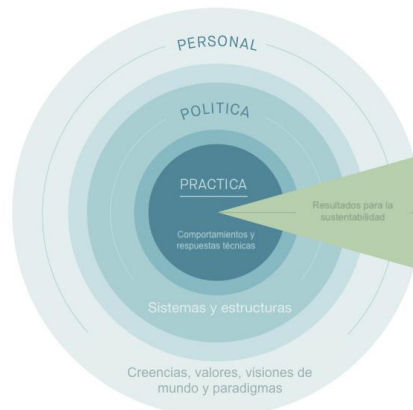 PERSONAL
POLITICA
PRACTICA
Comportamientos y
respuestas técnicas
Resultados para la
sustentabilidad
Sistemas y estructuras
Creencias, valores, visiones de
mundo y paradigmas